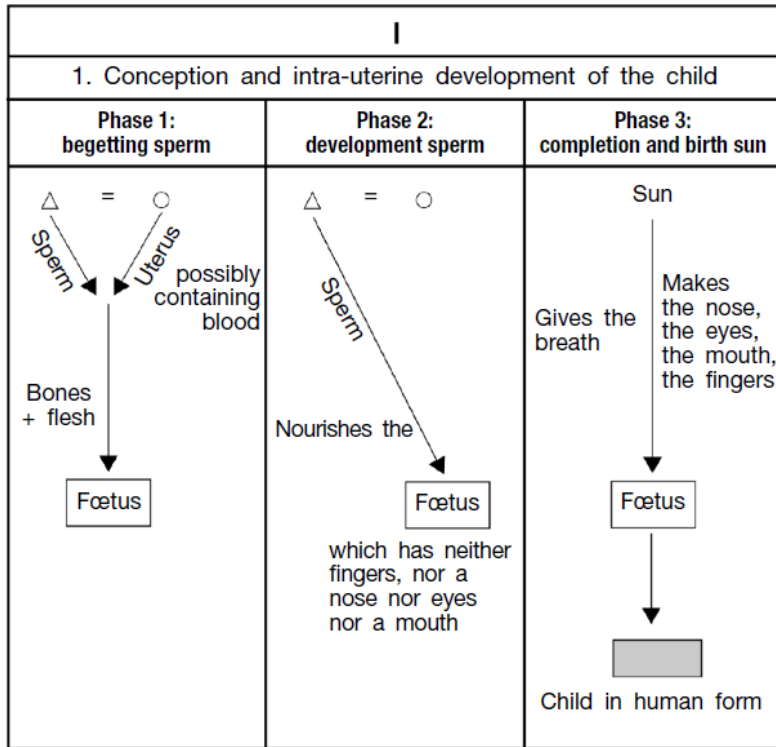 I
1. Conception and intra-uterine development of the child
Phase 1:
begetting sperm
△ = ○
Sperm
Uterus
possibly
containing
blood
Bones
+ flesh
Fœtus
Phase 2:
development sperm
△ = ○
Sperm
Nourishes the
Fœtus
which has neither
fingers, nor a
nose nor eyes
nor a mouth
Phase 3:
completion and birth sun
Sun
Gives the
breath
Makes
the nose,
the eyes,
the mouth,
the fingers
Fœtus
Child in human form